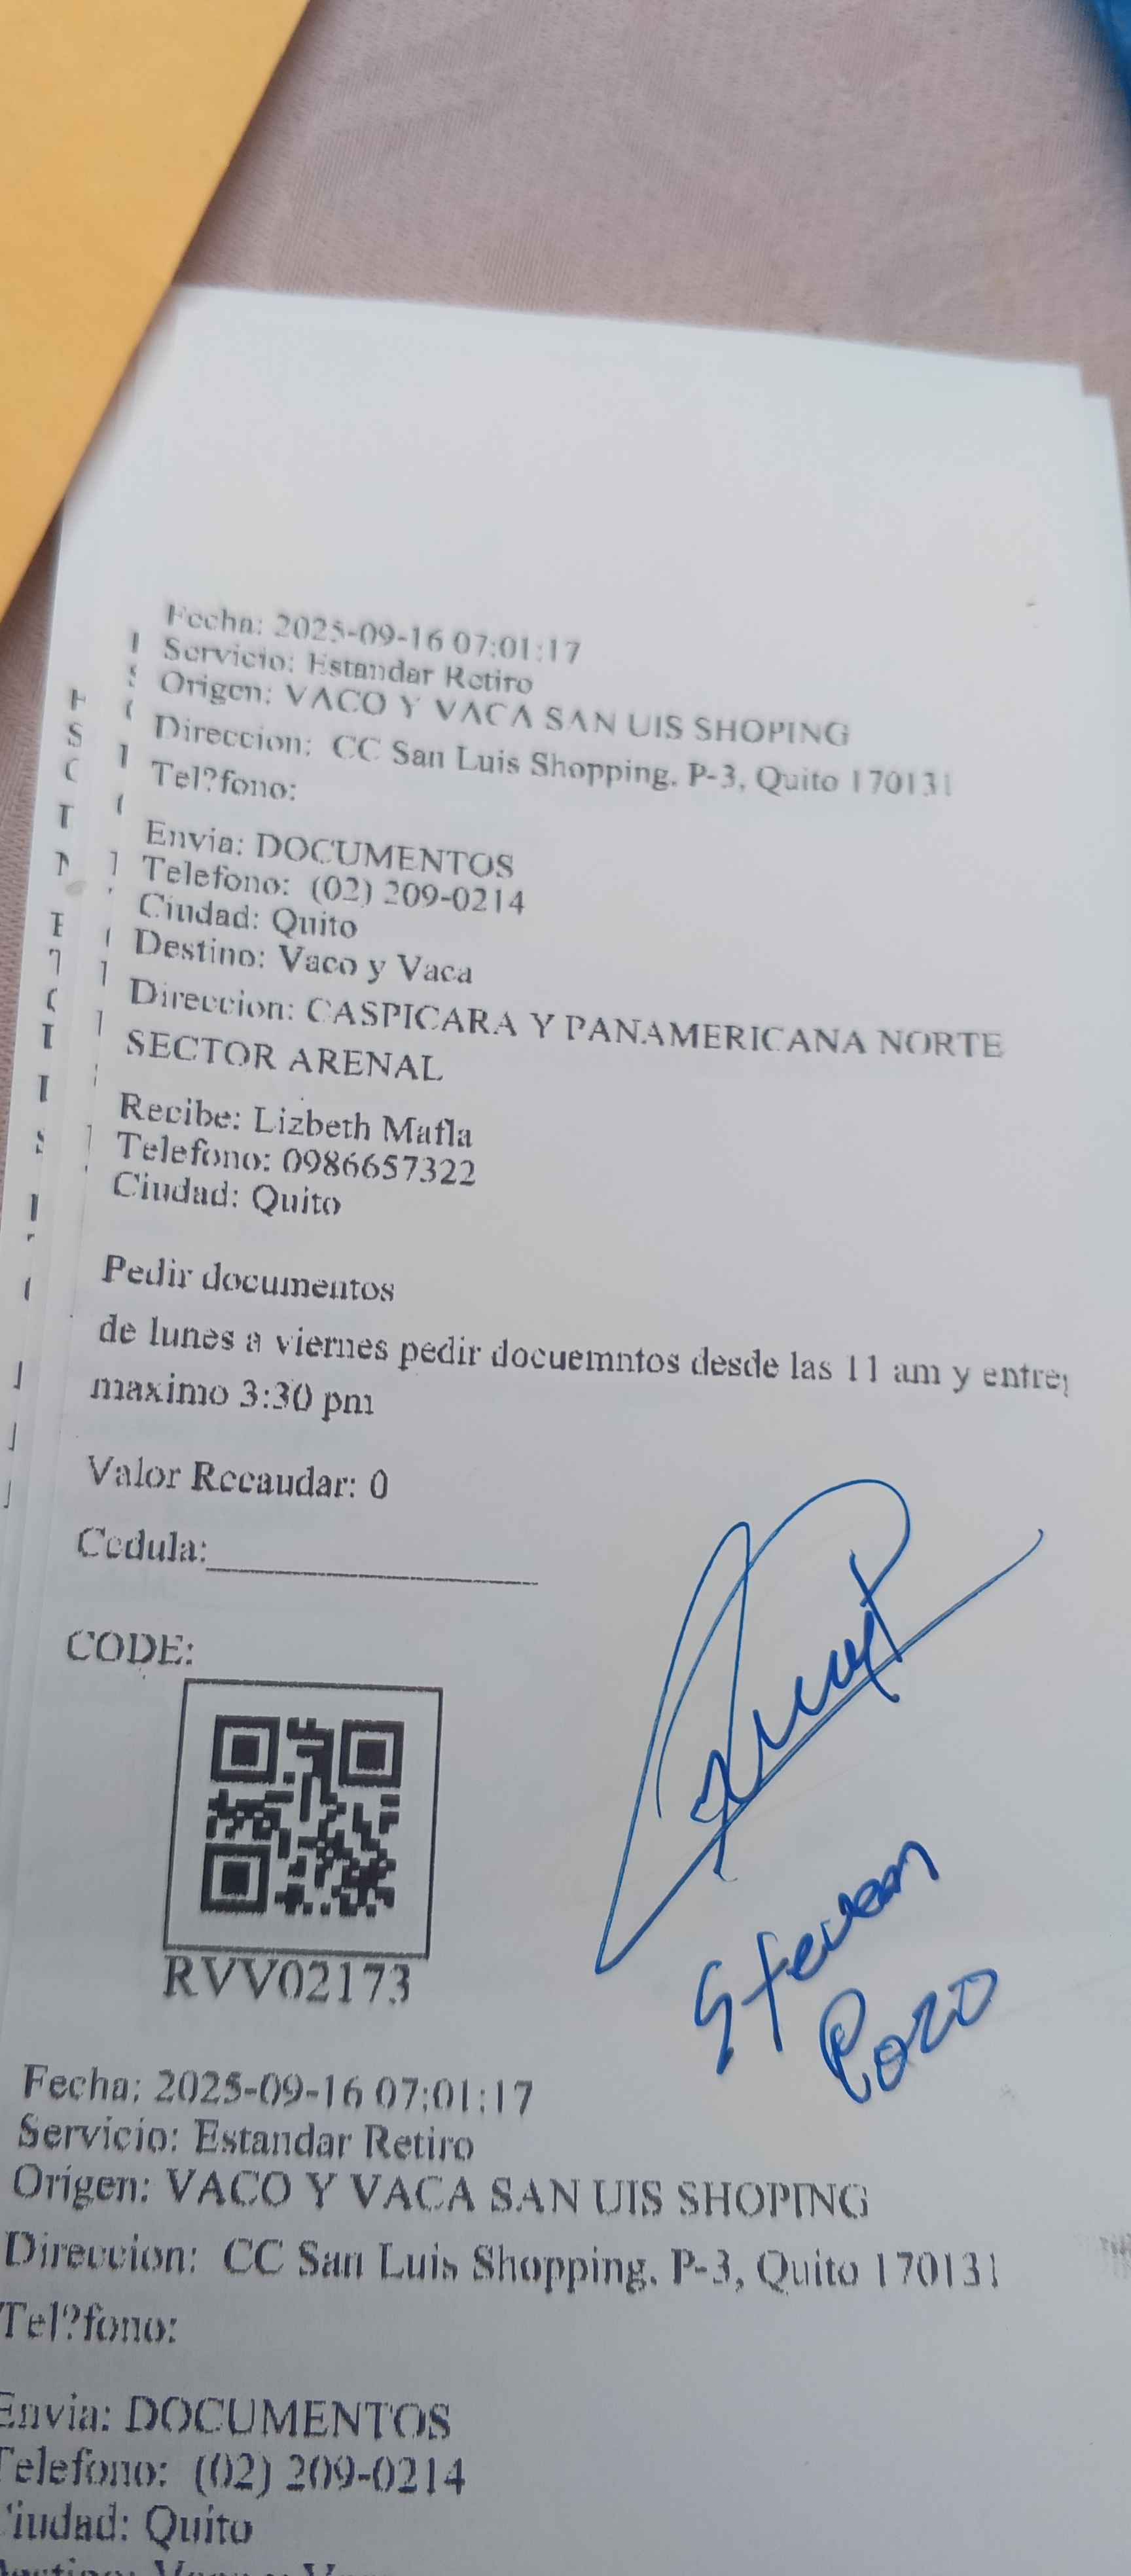 Fecha: 2025-09-16 07:01:17
Servicio: Estandar Retiro
Origen: VACO Y VACA SAN UIS SHOPING
Direccion: CC San Luis Shopping, P-3, Quito 170131
Tel?fono:
Envia: DOCUMENTOS
Telefono: (02) 209-0214
Ciudad: Quito
Destino: Vaco y Vaca
Direccion: CASPICARA Y PANAMERICANA NORTE
SECTOR ARENAL
Recibe: Lizbeth Mafla
Telefono: 0986657322
Ciudad: Quito
Pedir documentos
de lunes a viernes pedir docuemntos desde las 11 am y entre
maximo 3:30 pm
Valor Recaudar: 0
Cedula:
CODE:
RVV02173
Steveen
Pozo
Fecha: 2025-09-16 07:01:17
Servicio: Estandar Retiro
Origen: VACO Y VACA SAN UIS SHOPING
Direccion: CC San Luis Shopping, P-3, Quito 170131
Tel?fono:
Envia: DOCUMENTOS
Telefono: (02) 209-0214
Ciudad: Quito